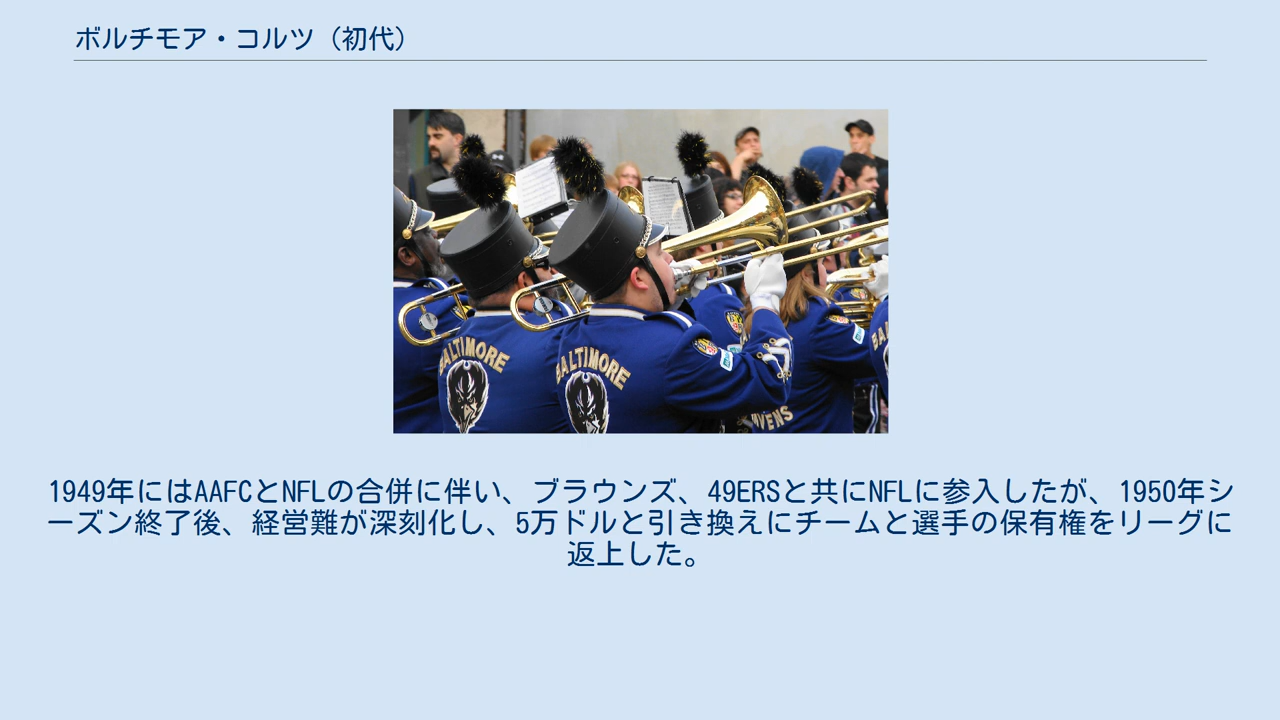 ボルチモア・コルツ（初代）
BALTIMORE
BALTIMORE
1949年にはAAFCとNFLの合併に伴い、ブラウンズ、49ERSと共にNFLに参入したが、1950年シ
ーズン終了後、経営難が深刻化し、5万ドルと引き換えにチームと選手の保有権をリーグに
返上した。